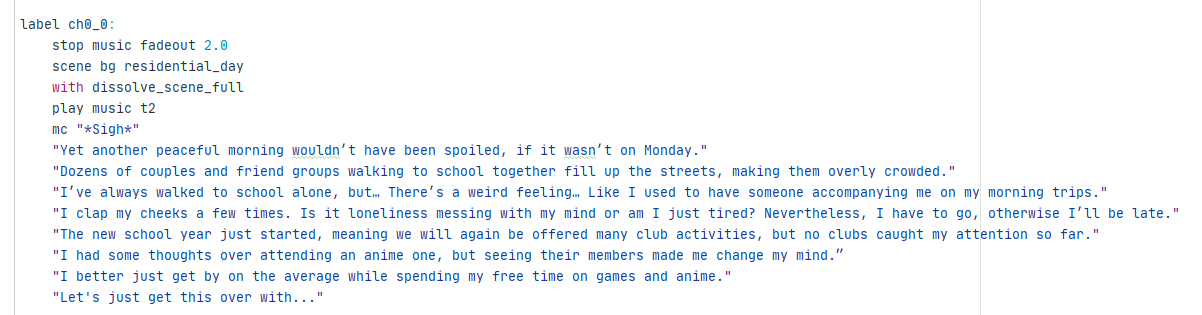 label ch0_0:
stop music fadeout 2.0
scene bg residential_day
with dissolve_scene_full
play music t2
mc "*Sigh*"
"Yet another peaceful morning wouldn’t have been spoiled, if it wasn’t on Monday."
"Dozens of couples and friend groups walking to school together fill up the streets, making them overly crowded."
"I’ve always walked to school alone, but… There’s a weird feeling… Like I used to have someone accompanying me on my morning trips."
"I clap my cheeks a few times. Is it loneliness messing with my mind or am I just tired? Nevertheless, I have to go, otherwise I’ll be late."
"The new school year just started, meaning we will again be offered many club activities, but no clubs caught my attention so far."
"I had some thoughts over attending an anime one, but seeing their members made me change my mind.”
"I better just get by on the average while spending my free time on games and anime."
"Let's just get this over with..."